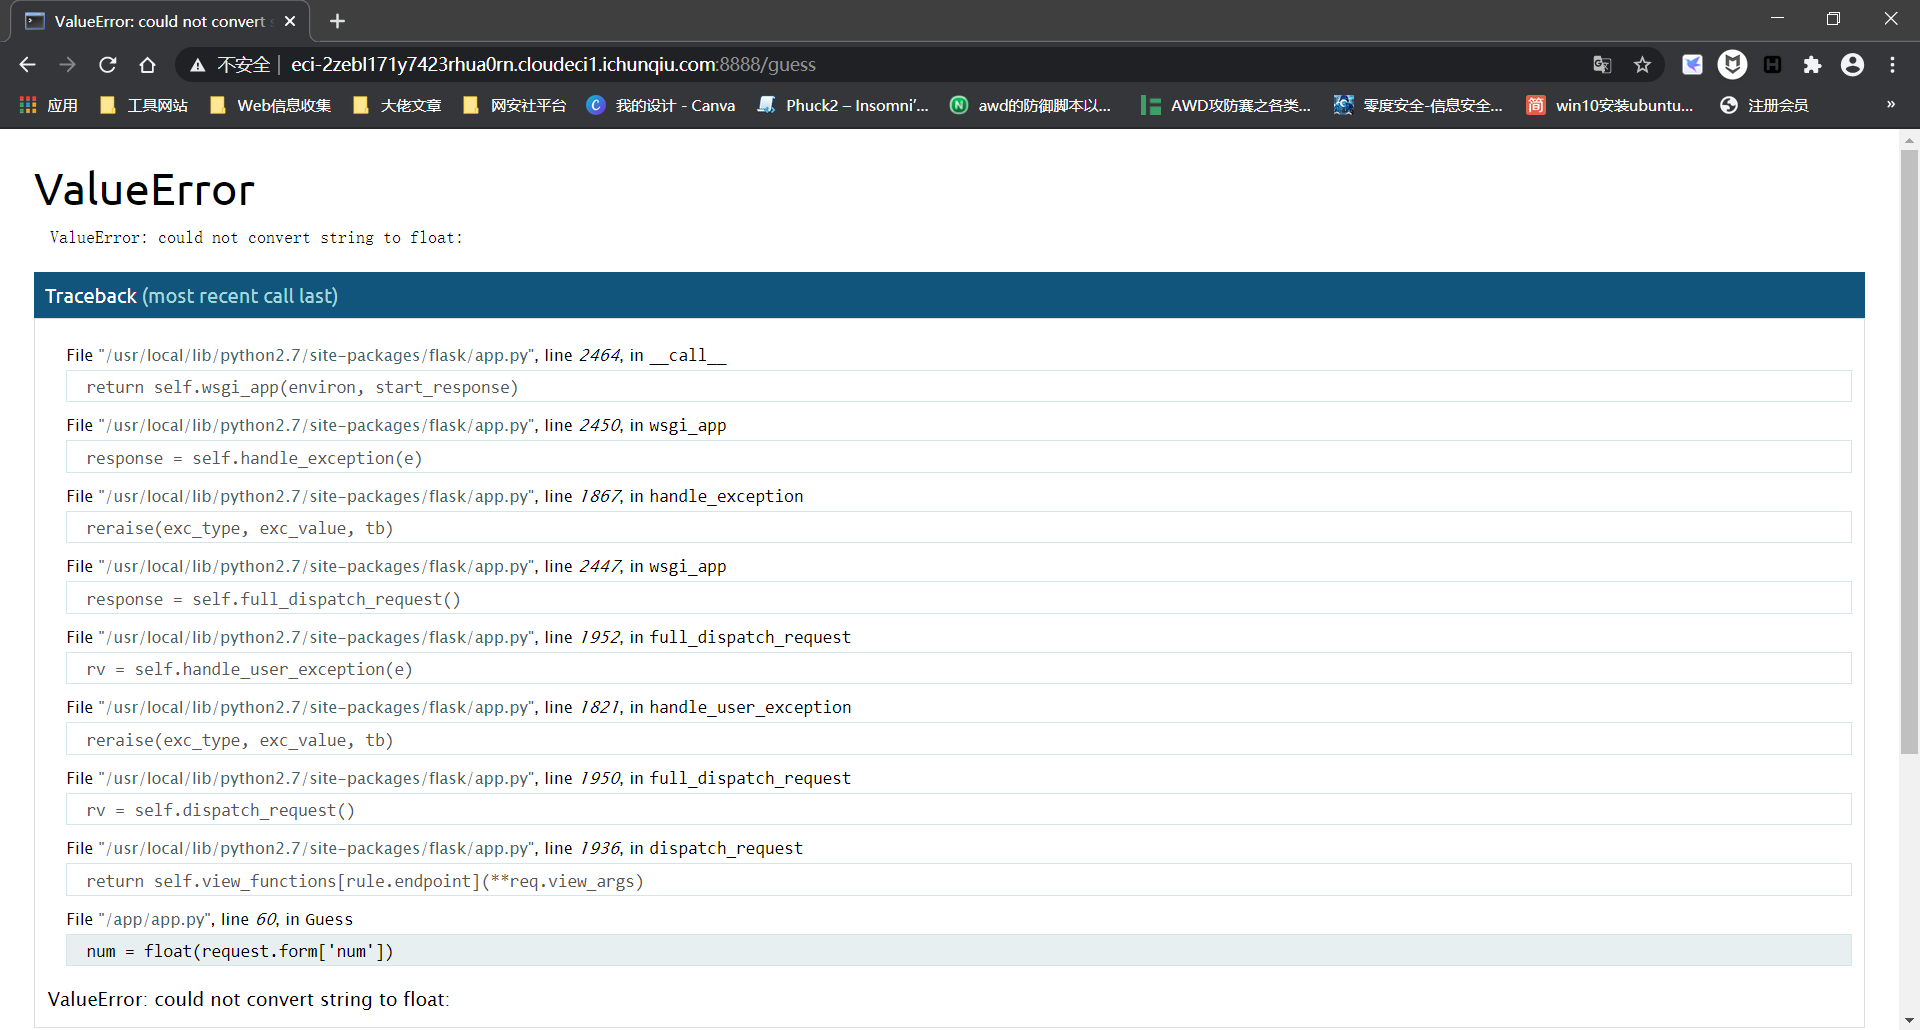 ValueError: could not convert s
不安全 | eci-2zebl171y7423rhua0rn.cloudeci1.ichunqiu.com:8888/guess
应用 工具网站 Web信息收集 大佬文章 网安社平台 我的设计 - Canva Phuck2 – Insomni'... awd的防御脚本以... AWD攻防赛之各类... 零度安全-信息安全... win10安装ubuntu... 注册会员 »
ValueError
ValueError: could not convert string to float:
Traceback (most recent call last)
File "/usr/local/lib/python2.7/site-packages/flask/app.py", line 2464, in __call__
return self.wsgi_app(environ, start_response)
File "/usr/local/lib/python2.7/site-packages/flask/app.py", line 2450, in wsgi_app
response = self.handle_exception(e)
File "/usr/local/lib/python2.7/site-packages/flask/app.py", line 1867, in handle_exception
reraise(exc_type, exc_value, tb)
File "/usr/local/lib/python2.7/site-packages/flask/app.py", line 2447, in wsgi_app
response = self.full_dispatch_request()
File "/usr/local/lib/python2.7/site-packages/flask/app.py", line 1952, in full_dispatch_request
rv = self.handle_user_exception(e)
File "/usr/local/lib/python2.7/site-packages/flask/app.py", line 1821, in handle_user_exception
reraise(exc_type, exc_value, tb)
File "/usr/local/lib/python2.7/site-packages/flask/app.py", line 1950, in full_dispatch_request
rv = self.dispatch_request()
File "/usr/local/lib/python2.7/site-packages/flask/app.py", line 1936, in dispatch_request
return self.view_functions[rule.endpoint](**req.view_args)
File "/app/app.py", line 60, in Guess
num = float(request.form['num'])
ValueError: could not convert string to float: